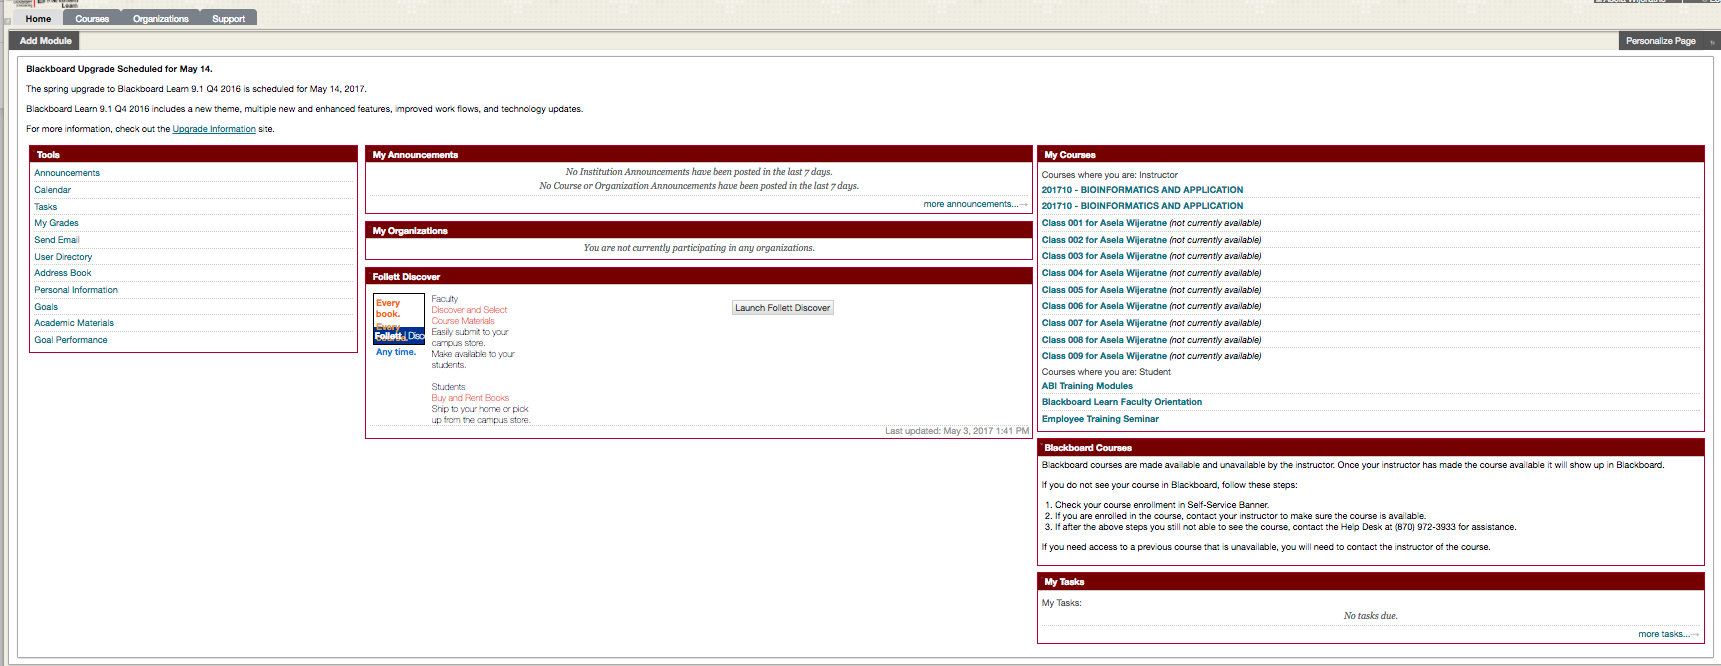 Learn
Home
Courses
Organizations
Support
Add Module
Personalize Page
Blackboard Upgrade Scheduled for May 14.
The spring upgrade to Blackboard Learn 9.1 Q4 2016 is scheduled for May 14, 2017.
Blackboard Learn 9.1 Q4 2016 includes a new theme, multiple new and enhanced features, improved work flows, and technology updates.
For more information, check out the Upgrade Information site.
Tools
Announcements
Calendar
Tasks
My Grades
Send Email
User Directory
Address Book
Personal Information
Goals
Academic Materials
Goal Performance
My Announcements
No Institution Announcements have been posted in the last 7 days.
No Course or Organization Announcements have been posted in the last 7 days.
more announcements...→
My Organizations
You are not currently participating in any organizations.
Follett Discover
Every
book.
Every
course.
Follett | Disc
Any time.
Faculty
Discover and Select
Course Materials
Easily submit to your
campus store.
Make available to your
students.
Students
Buy and Rent Books
Ship to your home or pick
up from the campus store.
Launch Follett Discover
Last updated: May 3, 2017 1:41 PM
My Courses
Courses where you are: Instructor
201710 - BIOINFORMATICS AND APPLICATION
201710 - BIOINFORMATICS AND APPLICATION
Class 001 for Asela Wijeratne (not currently available)
Class 002 for Asela Wijeratne (not currently available)
Class 003 for Asela Wijeratne (not currently available)
Class 004 for Asela Wijeratne (not currently available)
Class 005 for Asela Wijeratne (not currently available)
Class 006 for Asela Wijeratne (not currently available)
Class 007 for Asela Wijeratne (not currently available)
Class 008 for Asela Wijeratne (not currently available)
Class 009 for Asela Wijeratne (not currently available)
Courses where you are: Student
ABI Training Modules
Blackboard Learn Faculty Orientation
Employee Training Seminar
Blackboard Courses
Blackboard courses are made available and unavailable by the instructor. Once your instructor has made the course available it will show up in Blackboard.
If you do not see your course in Blackboard, follow these steps:
1. Check your course enrollment in Self-Service Banner.
2. If you are enrolled in the course, contact your instructor to make sure the course is available.
3. If after the above steps you still not able to see the course, contact the Help Desk at (870) 972-3933 for assistance.
If you need access to a previous course that is unavailable, you will need to contact the instructor of the course.
My Tasks
My Tasks:
No tasks due.
more tasks...→